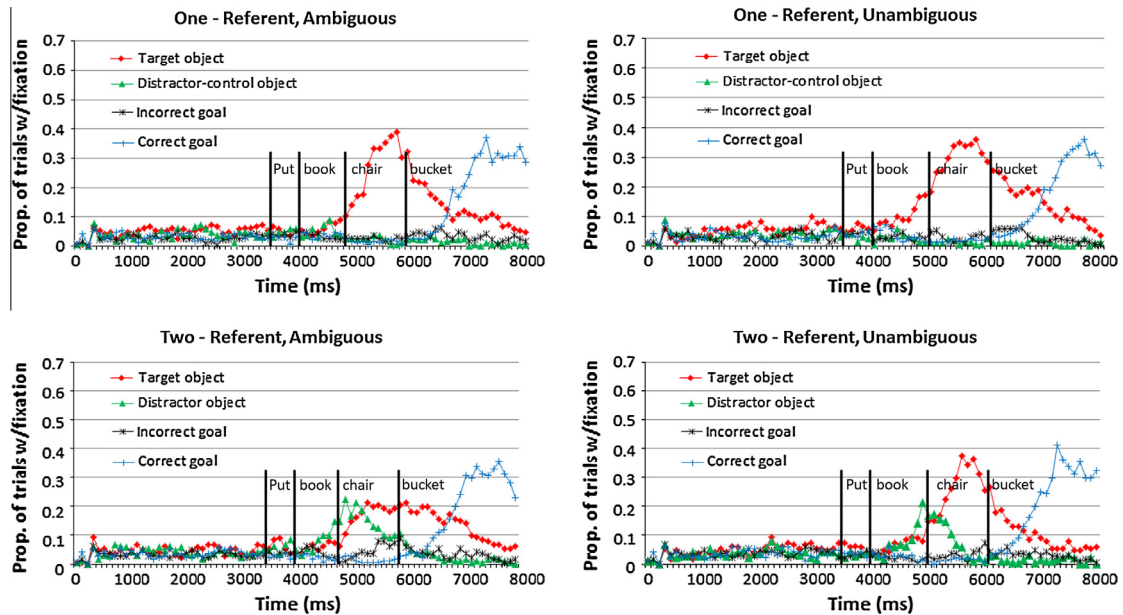 One - Referent, Ambiguous
Prop. of trials w/fixation
0.7
0.6
0.5
0.4
0.3
0.2
0.1
0
Target object
Distractor-control object
Incorrect goal
Correct goal
Put book chair bucket
0 1000 2000 3000 4000 5000 6000 7000 8000
Time (ms)
One - Referent, Unambiguous
Prop. of trials w/fixation
0.7
0.6
0.5
0.4
0.3
0.2
0.1
0
Target object
Distractor-control object
Incorrect goal
Correct goal
Put book chair bucket
0 1000 2000 3000 4000 5000 6000 7000 8000
Time (ms)
Two - Referent, Ambiguous
Prop. of trials w/fixation
0.7
0.6
0.5
0.4
0.3
0.2
0.1
0
Target object
Distractor object
Incorrect goal
Correct goal
Put book chair bucket
0 1000 2000 3000 4000 5000 6000 7000 8000
Time (ms)
Two - Referent, Unambiguous
Prop. of trials w/fixation
0.7
0.6
0.5
0.4
0.3
0.2
0.1
0
Target object
Distractor object
Incorrect goal
Correct goal
Put book chair bucket
0 1000 2000 3000 4000 5000 6000 7000 8000
Time (ms)